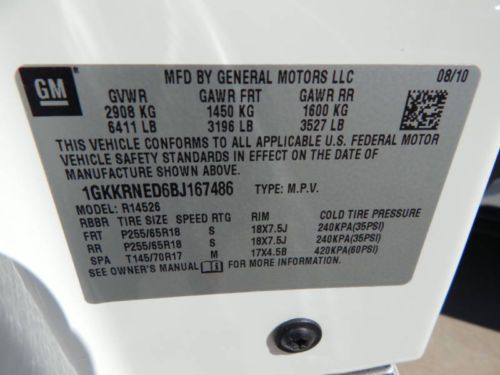 GM
MFD BY GENERAL MOTORS LLC 08/10
GVWR GAWR FRT GAWR RR
2908 KG 1450 KG 1600 KG
6411 LB 3196 LB 3527 LB
THIS VEHICLE CONFORMS TO ALL APPLICABLE U.S. FEDERAL MOTOR
VEHICLE SAFETY STANDARDS IN EFFECT ON THE DATE OF
MANUFACTURE SHOWN ABOVE.
1GKKRNED6BJ167486 TYPE: M.P.V.
MODEL: R14526
RBBR TIRE SIZE SPEED RTG RIM COLD TIRE PRESSURE
FRT P255/65R18 S 18X7.5J 240KPA(35PSI)
RR P255/65R18 S 18X7.5J 240KPA(35PSI)
SPA T145/70R17 M 17X4.5B 420KPA(60PSI)
SEE OWNER'S MANUAL FOR MORE INFORMATION.